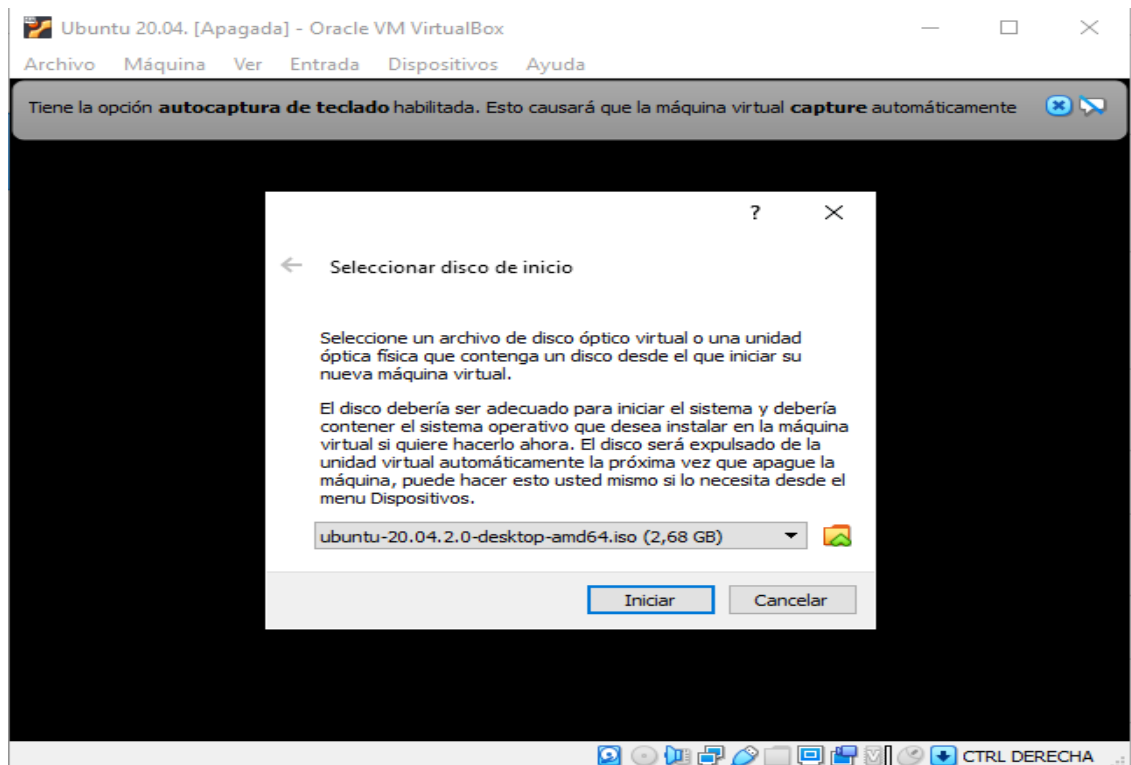 Ubuntu 20.04. [Apagada] - Oracle VM VirtualBox
Archivo Máquina Ver Entrada Dispositivos Ayuda
Tiene la opción autocaptura de teclado habilitada. Esto causará que la máquina virtual capture automáticamente
?
Seleccionar disco de inicio
Seleccione un archivo de disco óptico virtual o una unidad
óptica física que contenga un disco desde el que iniciar su
nueva máquina virtual.
El disco debería ser adecuado para iniciar el sistema y debería
contener el sistema operativo que desea instalar en la máquina
virtual si quiere hacerlo ahora. El disco será expulsado de la
unidad virtual automáticamente la próxima vez que apague la
máquina, puede hacer esto usted mismo si lo necesita desde el
menu Dispositivos.
ubuntu-20.04.2.0-desktop-amd64.iso (2,68 GB)
Iniciar Cancelar
CTRL DERECHA